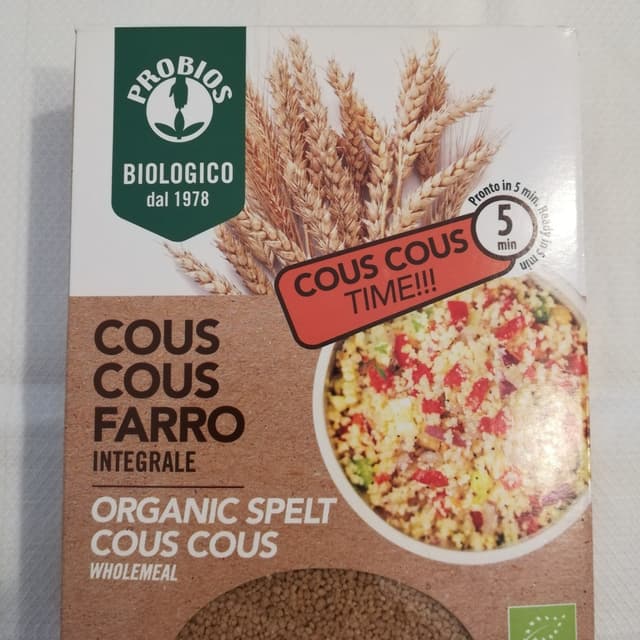 PROBIOS
BIOLOGICO
dal 1978
Pronto in 5 min. Ready in 5 min
5
min
COUS COUS
TIME!!!
COUS
COUS
FARRO
INTEGRALE
ORGANIC SPELT
COUS COUS
WHOLEMEAL